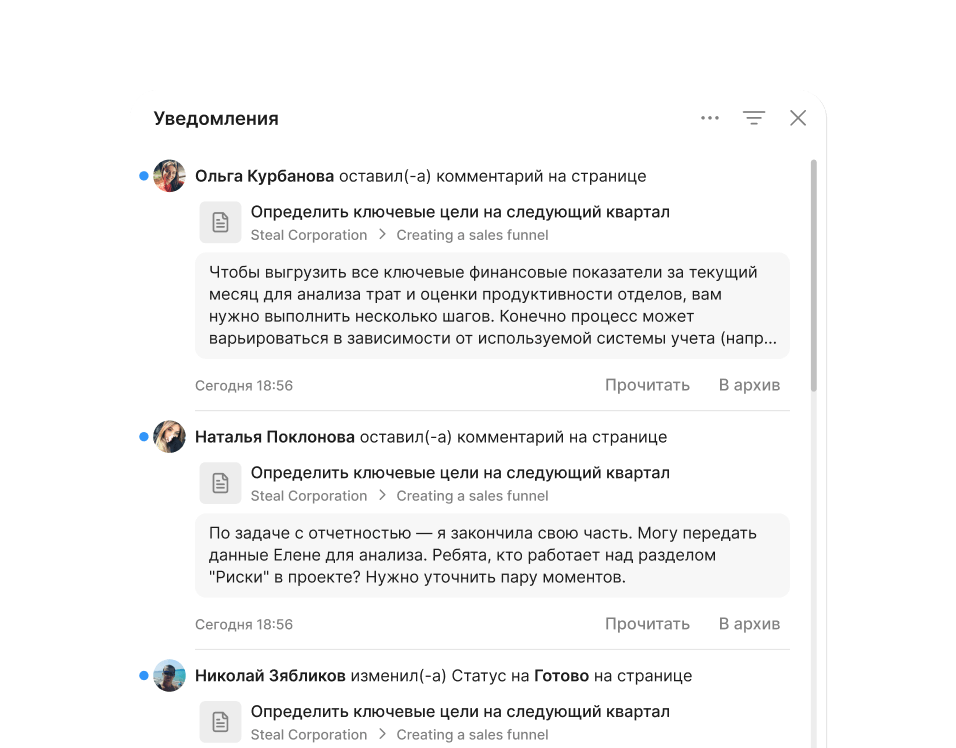 Уведомления
Ольга Курбанова оставил(-а) комментарий на странице
Определить ключевые цели на следующий квартал
Steal Corporation > Creating a sales funnel
Чтобы выгрузить все ключевые финансовые показатели за текущий
месяц для анализа трат и оценки продуктивности отделов, вам
нужно выполнить несколько шагов. Конечно процесс может
варьироваться в зависимости от используемой системы учета (напр...
Сегодня 18:56 Прочитать В архив
Наталья Поклонова оставил(-а) комментарий на странице
Определить ключевые цели на следующий квартал
Steal Corporation > Creating a sales funnel
По задаче с отчетностью — я закончила свою часть. Могу передать
данные Елене для анализа. Ребята, кто работает над разделом
"Риски" в проекте? Нужно уточнить пару моментов.
Сегодня 18:56 Прочитать В архив
Николай Зябликов изменил(-а) Статус на Готово на странице
Определить ключевые цели на следующий квартал
Steal Corporation > Creating a sales funnel